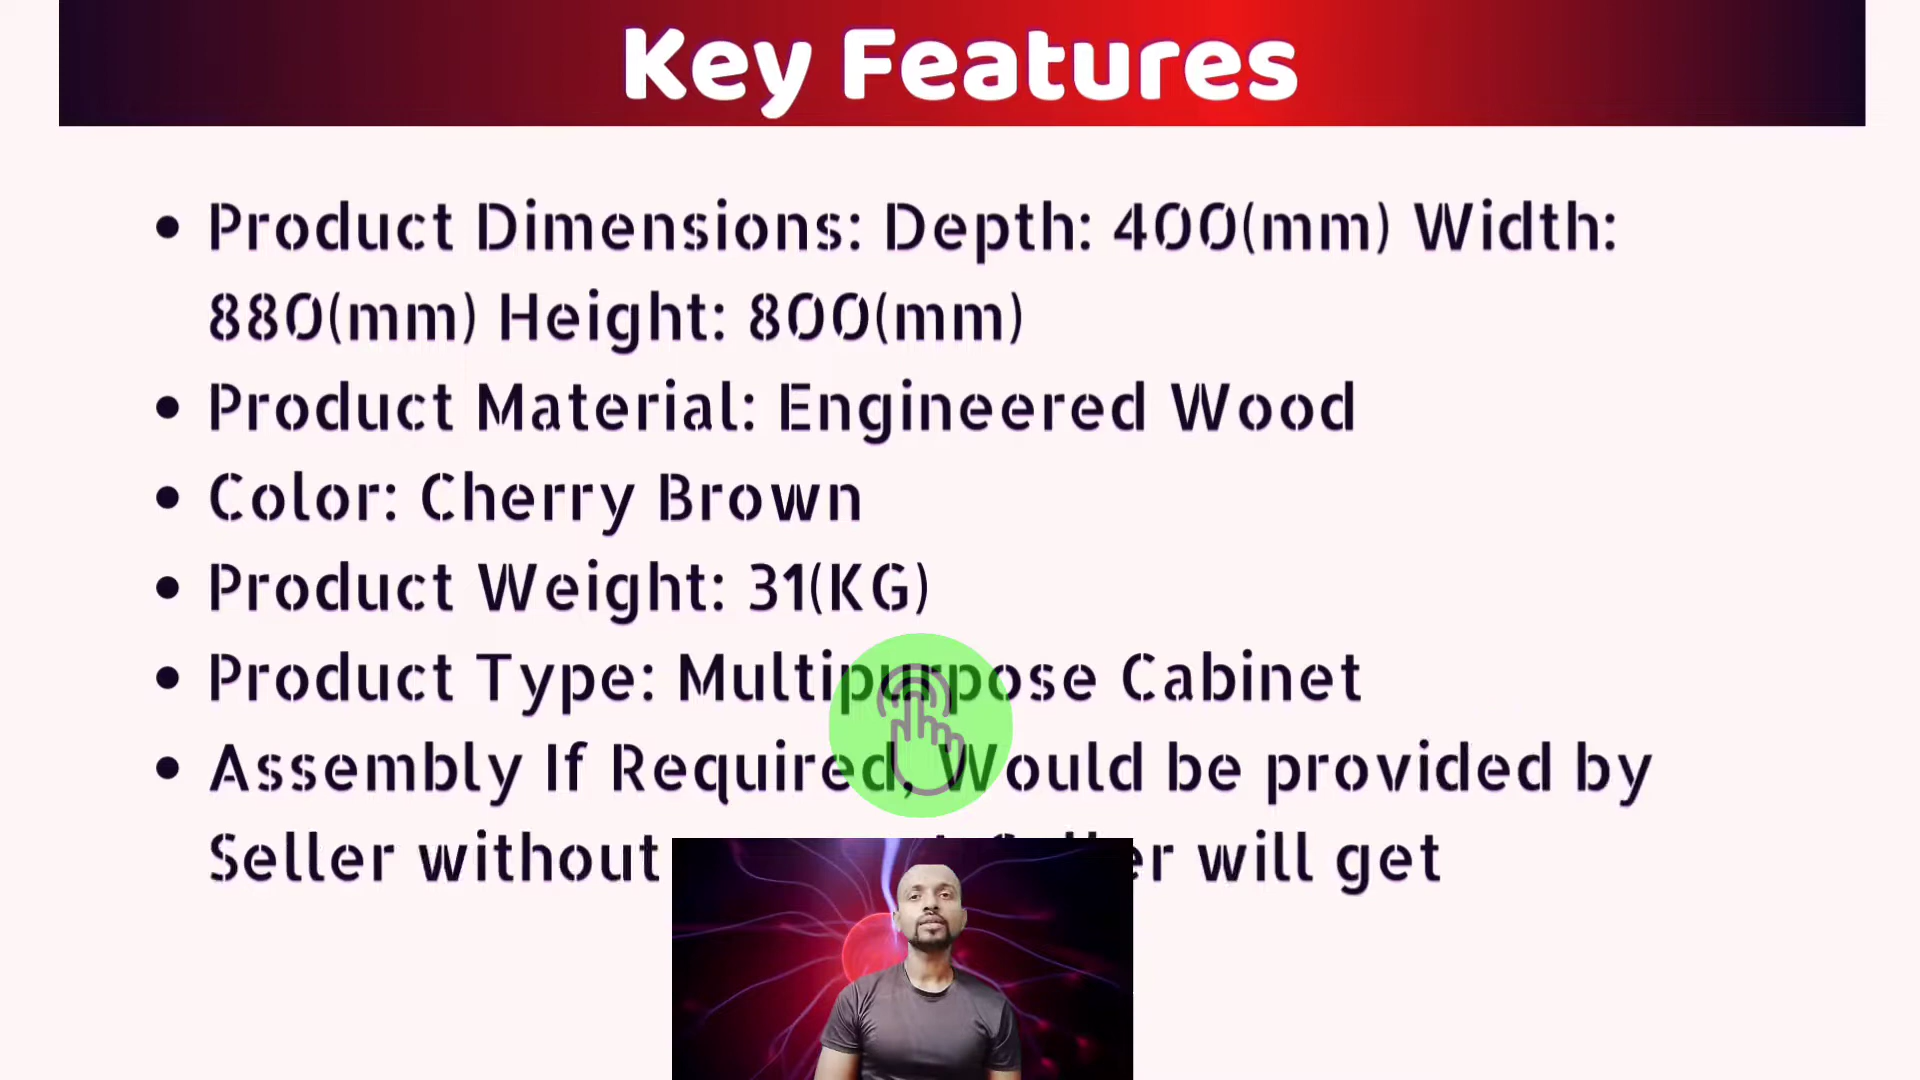 Key Features
• Product Dimensions: Depth: 400(mm) Width:
880(mm) Height: 800(mm)
• Product Material: Engineered Wood
• Color: Cherry Brown
• Product Weight: 31(KG)
• Product Type: Multipurpose Cabinet
• Assembly If Required, Would be provided by
Seller without will get